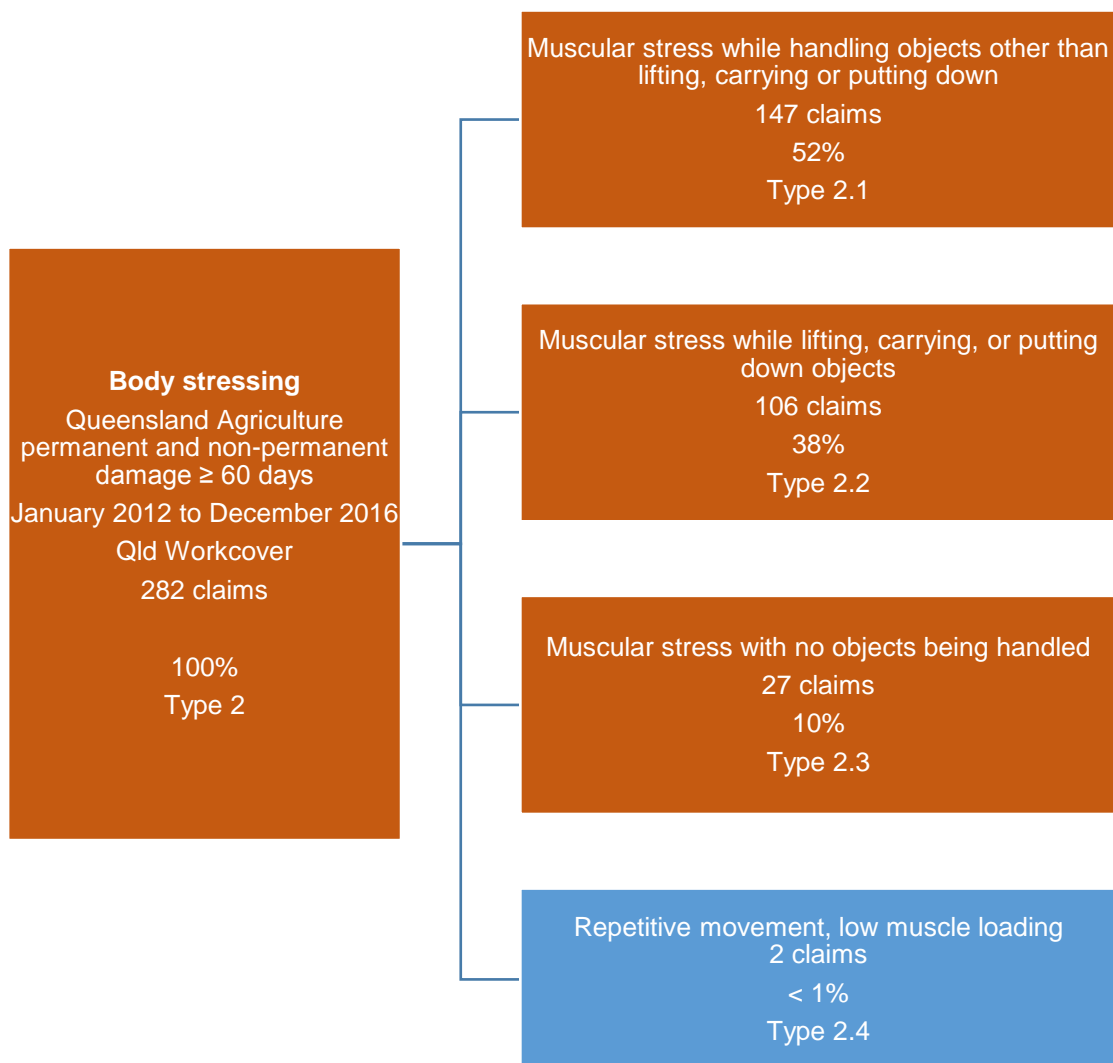 Body stressing
Queensland Agriculture
permanent and non-permanent
damage ≥ 60 days
January 2012 to December 2016
Qld Workcover
282 claims
100%
Type 2
Muscular stress while handling objects other than
lifting, carrying or putting down
147 claims
52%
Type 2.1
Muscular stress while lifting, carrying, or putting
down objects
106 claims
38%
Type 2.2
Muscular stress with no objects being handled
27 claims
10%
Type 2.3
Repetitive movement, low muscle loading
2 claims
< 1%
Type 2.4